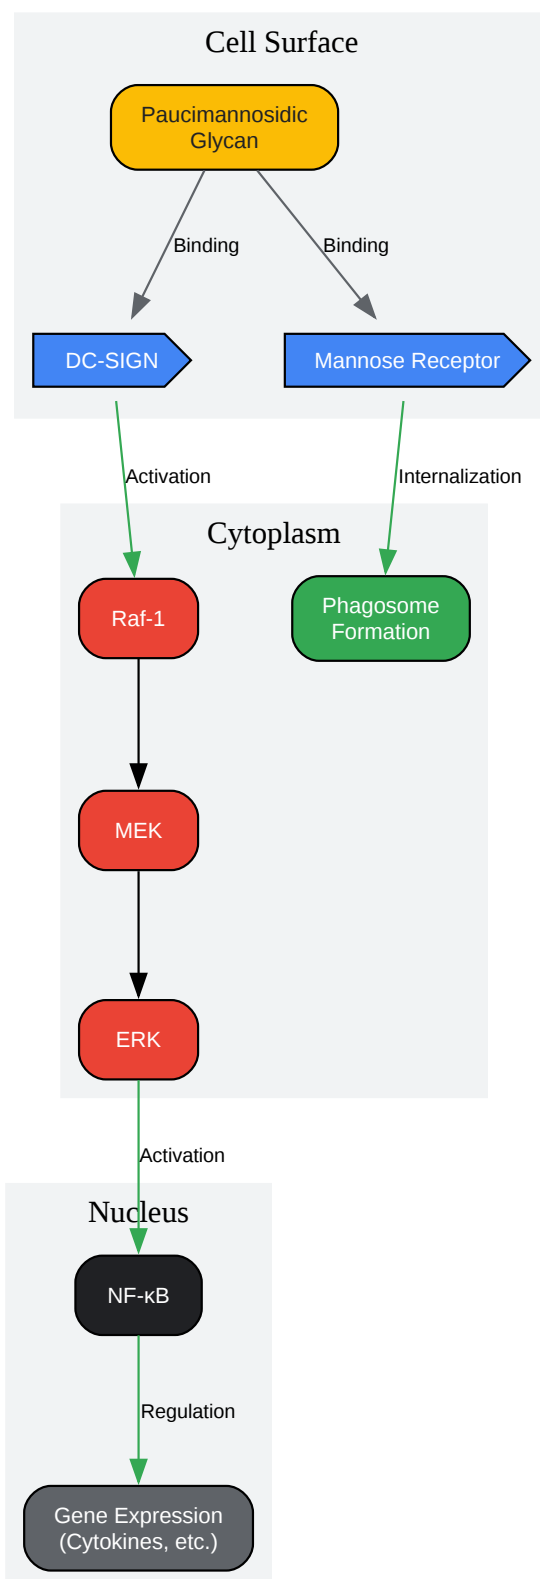 Cell Surface
Paucimannosidic
Glycan
Binding
Binding
DC-SIGN
Mannose Receptor
Activation
Internalization
Cytoplasm
Raf-1
Phagosome
Formation
MEK
ERK
Activation
Nucleus
NF-κB
Regulation
Gene Expression
(Cytokines, etc.)